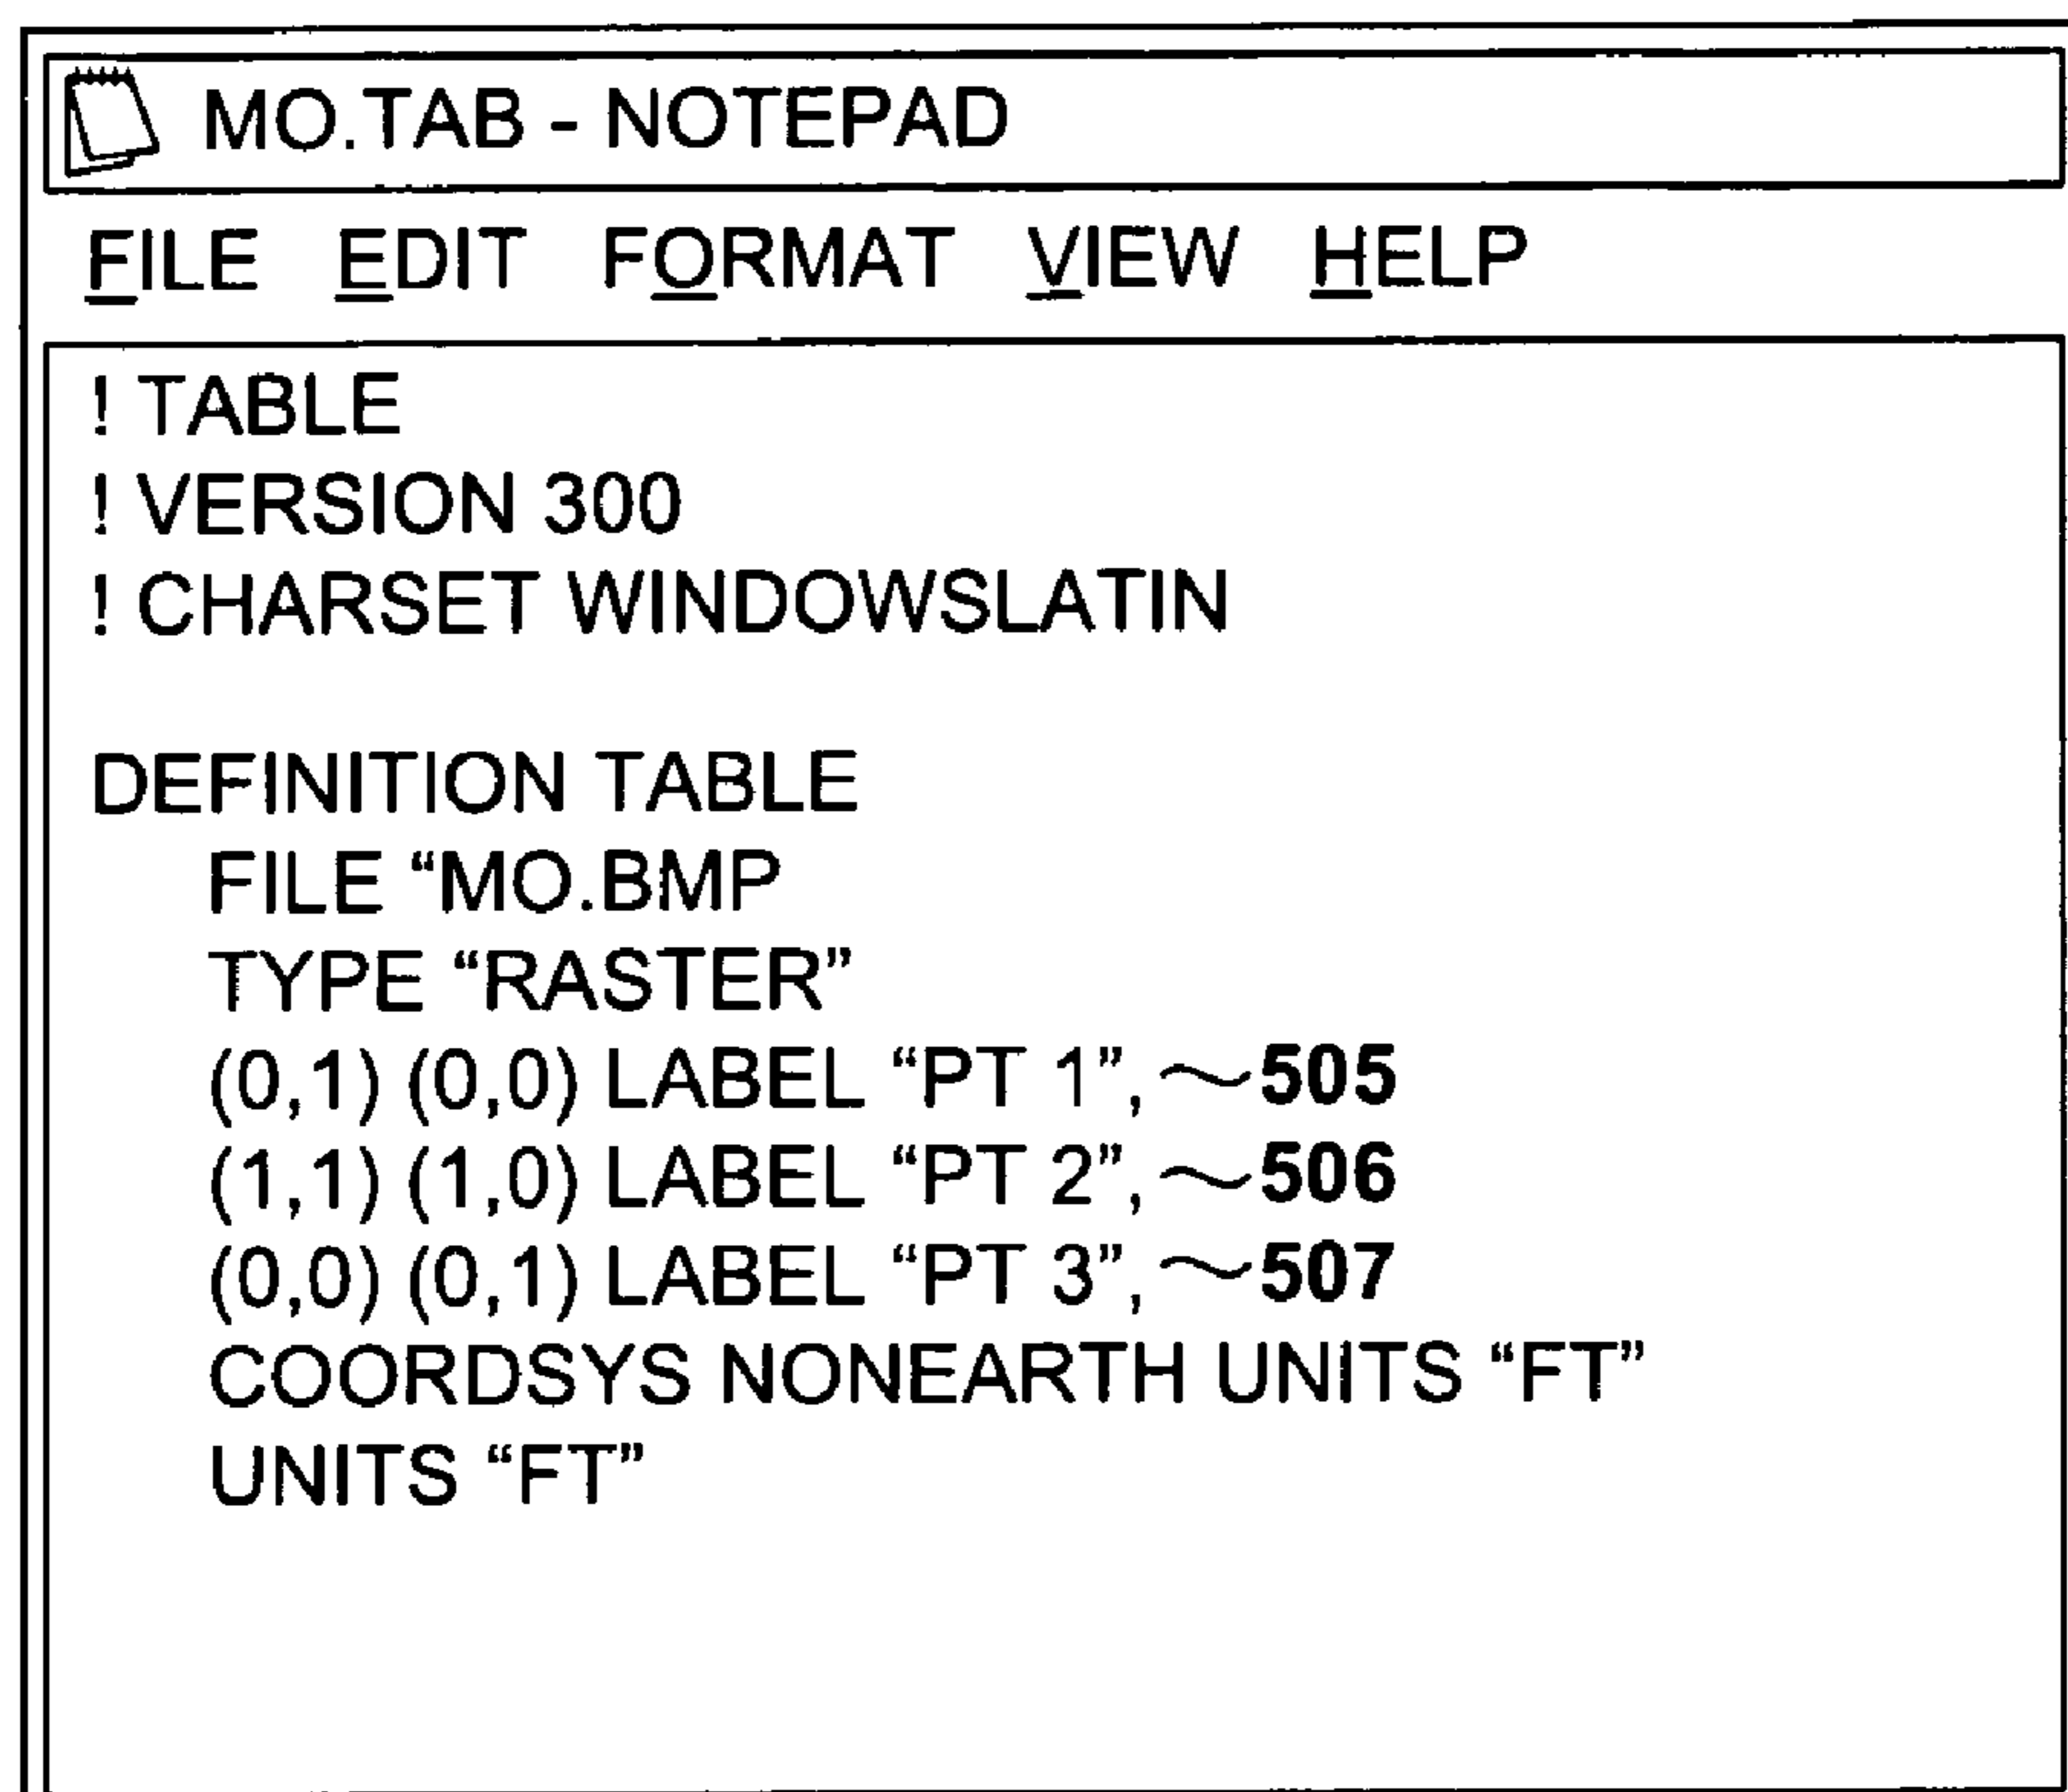 MO.TAB - NOTEPAD
FILE EDIT FORMAT VIEW HELP
! TABLE
! VERSION 300
! CHARSET WINDOWSLATIN
DEFINITION TABLE
FILE “MO.BMP
TYPE “RASTER”
(0,1) (0,0) LABEL “PT 1”, ~505
(1,1) (1,0) LABEL “PT 2”, ~506
(0,0) (0,1) LABEL “PT 3”, ~507
COORDSYS NONEARTH UNITS “FT”
UNITS “FT”